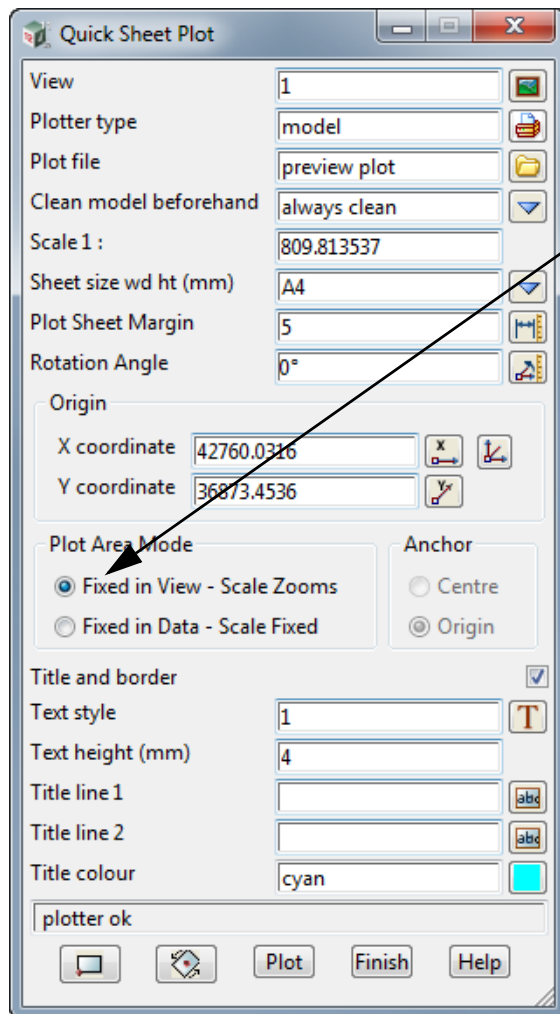 Quick Sheet Plot
View 1
Plotter type model
Plot file preview plot
Clean model beforehand always clean
Scale 1 : 809.813537
Sheet size wd ht (mm) A4
Plot Sheet Margin 5
Rotation Angle 0°
Origin
X coordinate 42760.0316
Y coordinate 36873.4536
Plot Area Mode Anchor
Fixed in View - Scale Zooms Centre
Fixed in Data - Scale Fixed Origin
Title and border
Text style 1 T
Text height (mm) 4
Title line 1 abc
Title line 2 abc
Title colour cyan
plotter ok
Plot Finish Help